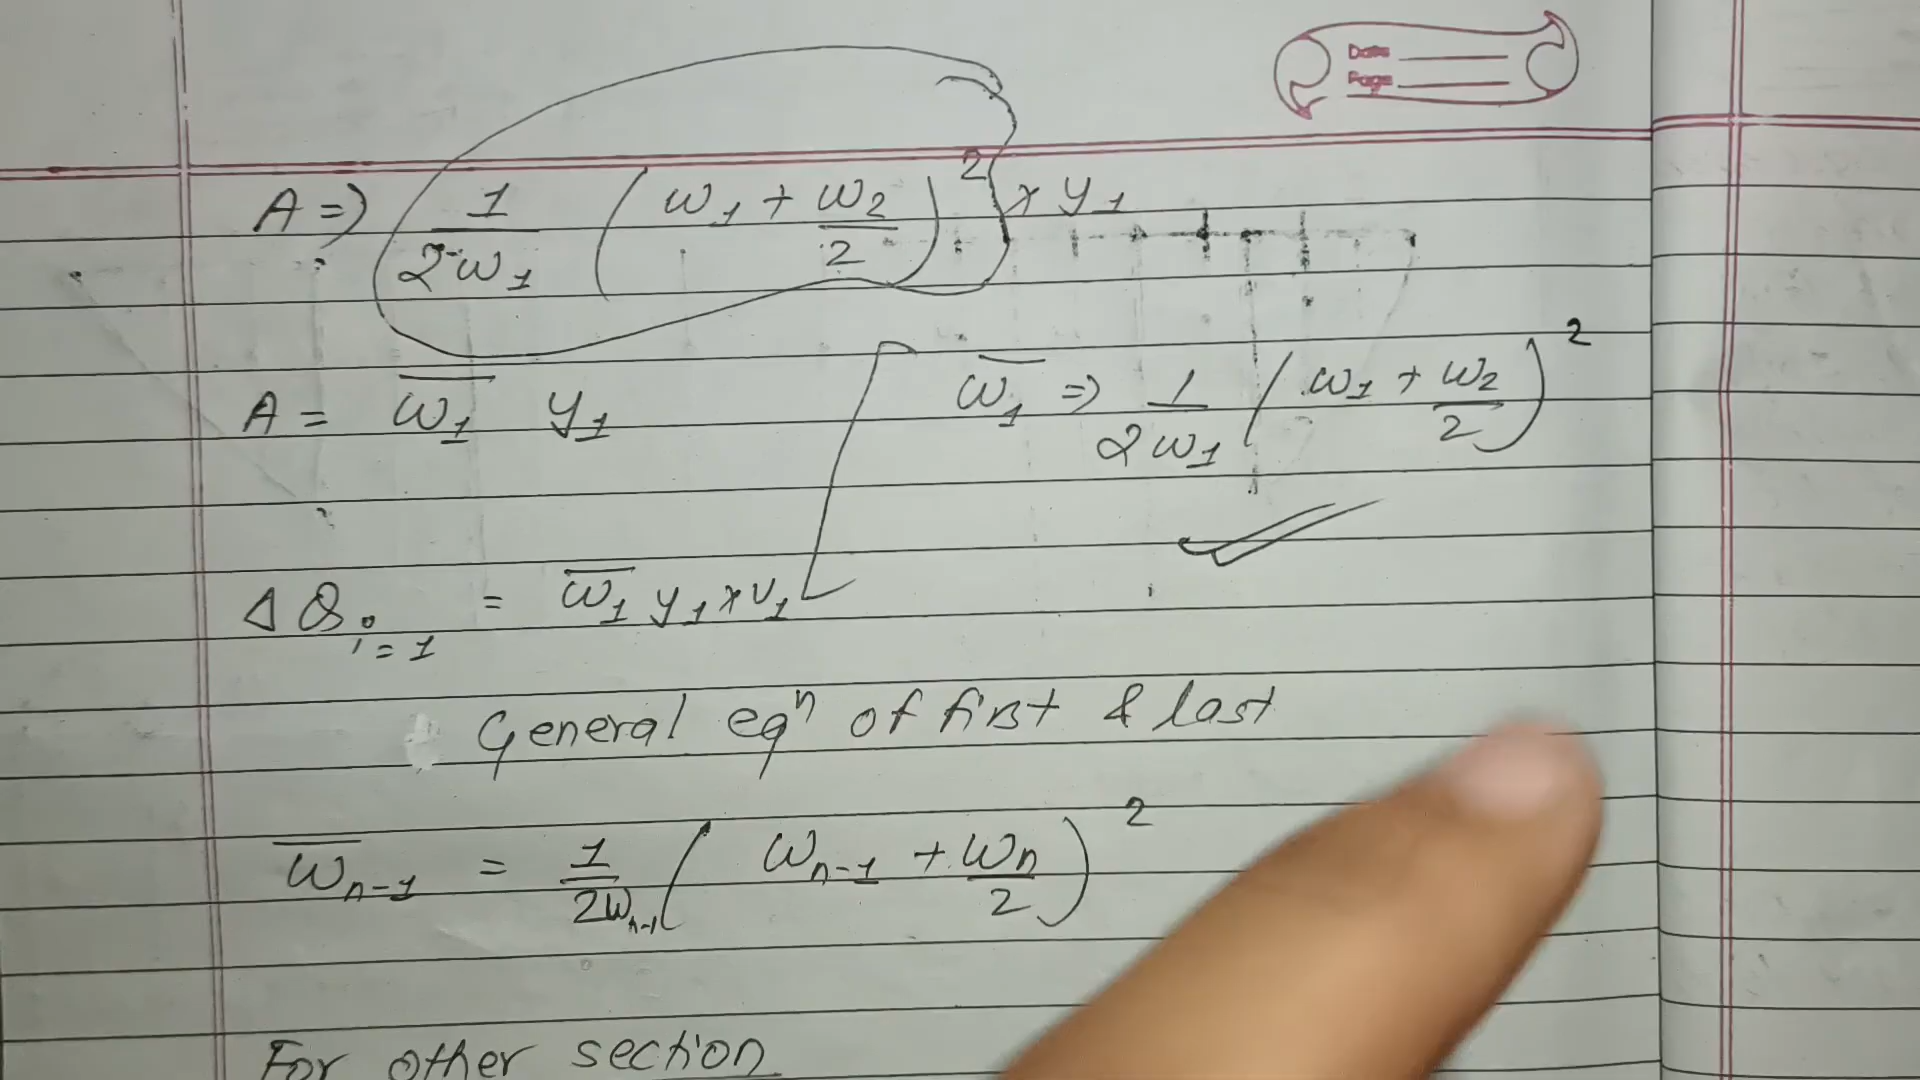 Date
Page
A => 1/2w₁ (w₁ + w₂/2)² x y₁
A = w̅₁ y₁
w̅₁ => 1/2w₁ (w₁ + w₂/2)²
ΔQᵢ₌₁ = w̅₁ y₁ x v₁
General eqⁿ of first & last
w̅ₙ₋₁ = 1/2wₙ₋₁ (wₙ₋₁ + wₙ/2)²
For other section